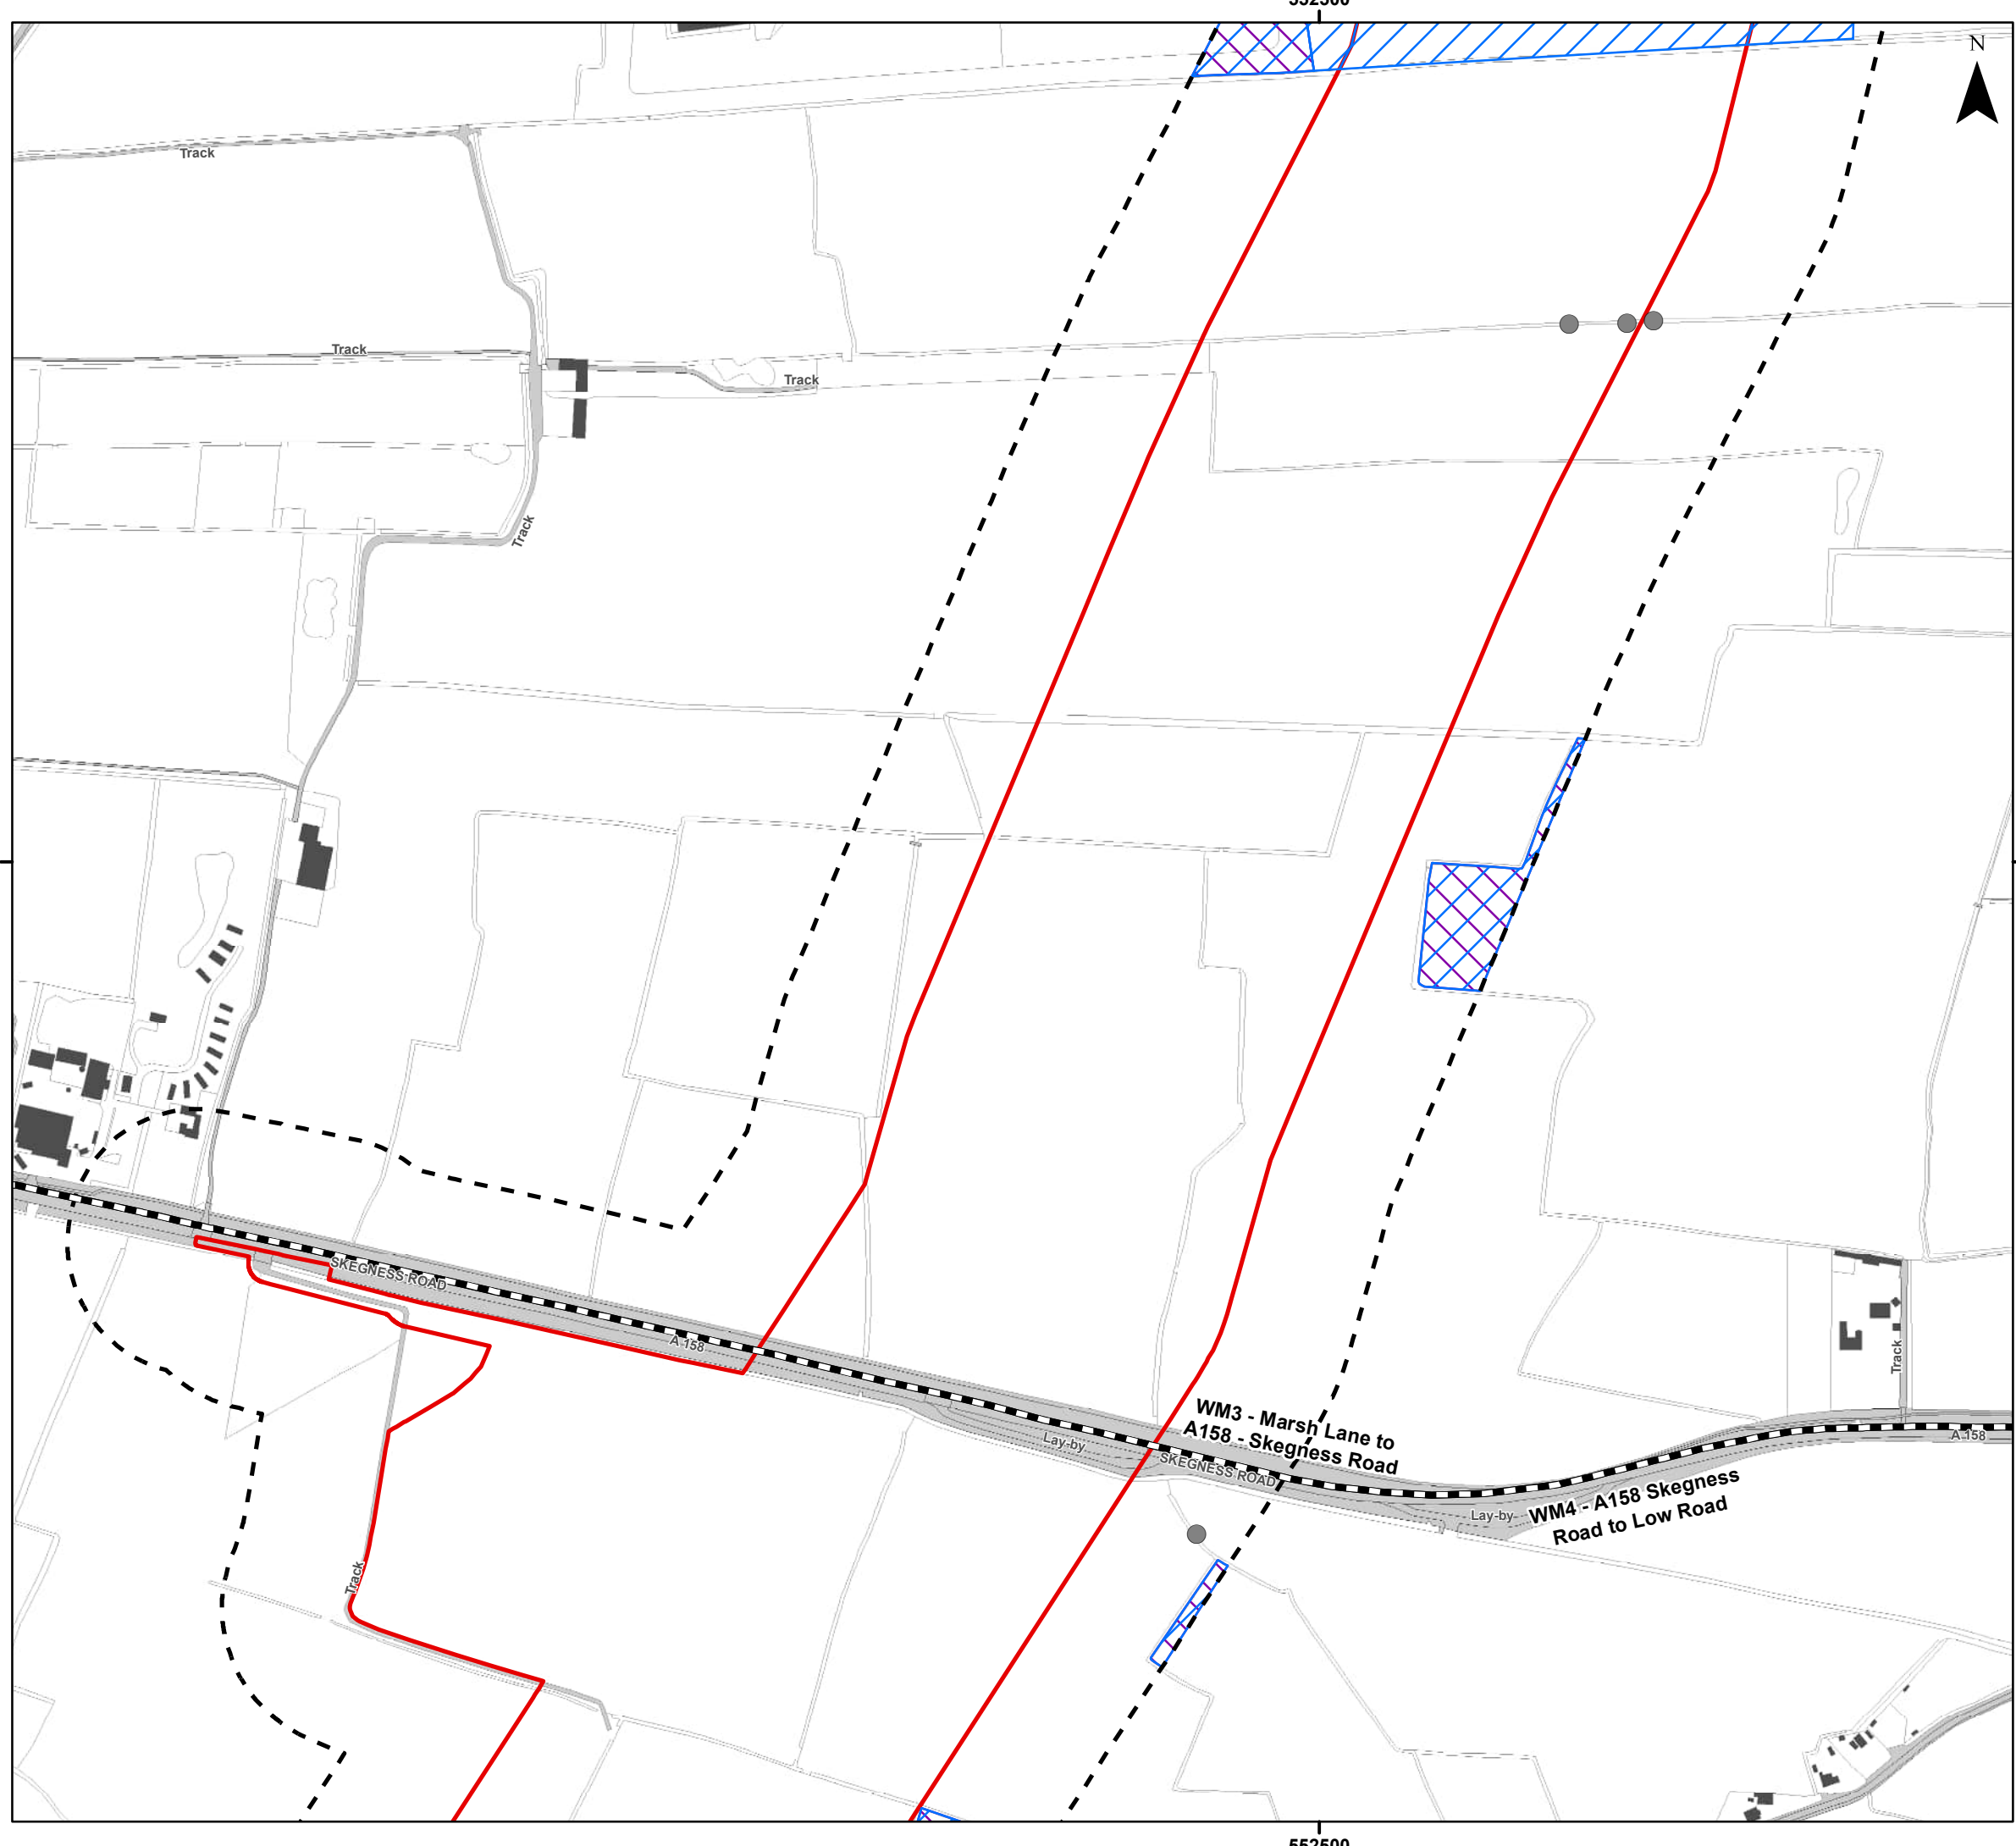 552500
N
Track
Track
Track
Track
SKEGNESS ROAD
A 158
WM3 - Marsh Lane to
A158 - Skegness Road
Lay-by
SKEGNESS ROAD
Track
A 158
WM4 - A158 Skegness
Road to Low Road
Lay-by
Track
552500